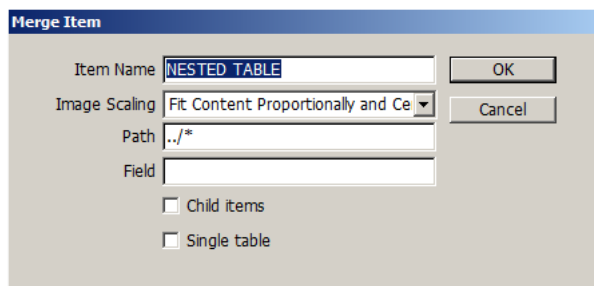 Merge Item
Item Name NESTED TABLE OK
Image Scaling Fit Content Proportionally and Ce Cancel
Path ../*
Field
Child items
Single table